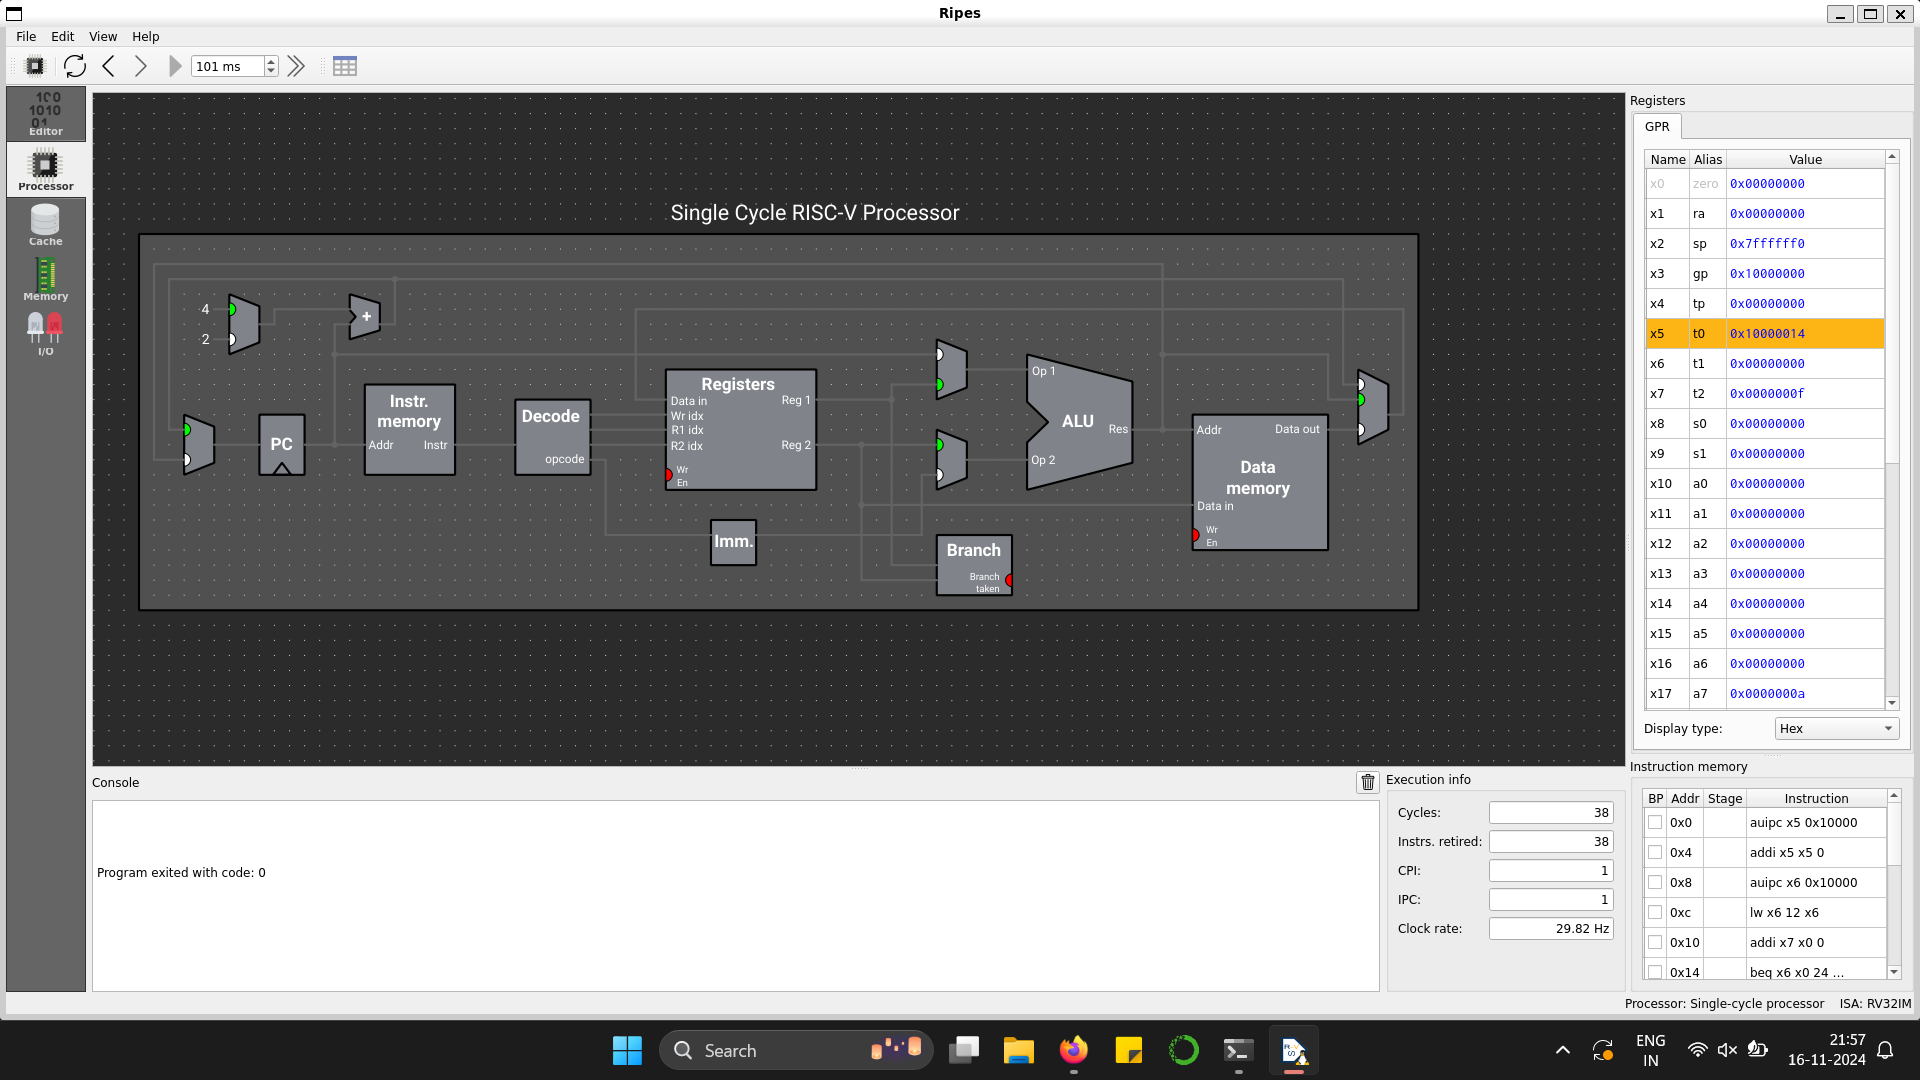 Ripes
File Edit View Help
101 ms
Editor
Processor
Cache
Memory
I/O
Single Cycle RISC-V Processor
4
2
+
PC
Instr. memory
Addr Instr
Decode
opcode
Registers
Data in Reg 1
Wr idx
R1 idx
R2 idx Reg 2
Wr
En
Imm.
Op 1
ALU
Res
Op 2
Branch
Branch
taken
Addr Data out
Data
memory
Data in
Wr
En
Registers
GPR
Name Alias Value
x0 zero 0x00000000
x1 ra 0x00000000
x2 sp 0x7ffffff0
x3 gp 0x10000000
x4 tp 0x00000000
x5 t0 0x10000014
x6 t1 0x00000000
x7 t2 0x0000000f
x8 s0 0x00000000
x9 s1 0x00000000
x10 a0 0x00000000
x11 a1 0x00000000
x12 a2 0x00000000
x13 a3 0x00000000
x14 a4 0x00000000
x15 a5 0x00000000
x16 a6 0x00000000
x17 a7 0x0000000a
Display type: Hex
Console
Program exited with code: 0
Execution info
Cycles: 38
Instrs. retired: 38
CPI: 1
IPC: 1
Clock rate: 29.82 Hz
Instruction memory
BP Addr Stage Instruction
0x0 auipc x5 0x10000
0x4 addi x5 x5 0
0x8 auipc x6 0x10000
0xc lw x6 12 x6
0x10 addi x7 x0 0
0x14 beq x6 x0 24 ...
Processor: Single-cycle processor ISA: RV32IM
Search
ENG
IN
21:57
16-11-2024